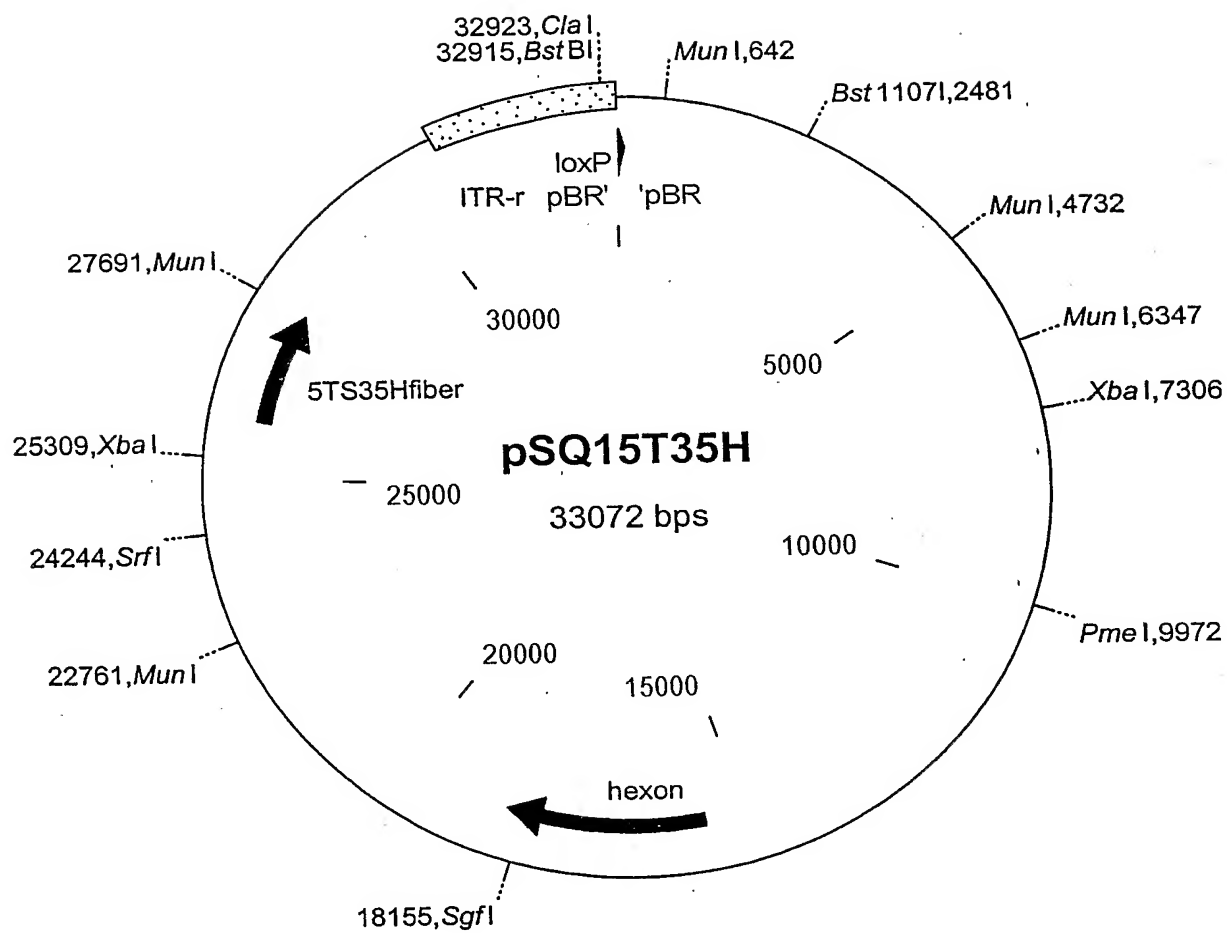 32923,ClaI
32915,BstBI
MunI,642
Bst1107I,2481
loxP
ITR-r pBR' 'pBR
MunI,4732
27691,MunI
30000
MunI,6347
5000
5TS35Hfiber
XbaI,7306
25309,XbaI
pSQ15T35H
25000
33072 bps
10000
24244,SrfI
PmeI,9972
20000
22761,MunI
15000
hexon
18155,SgfI